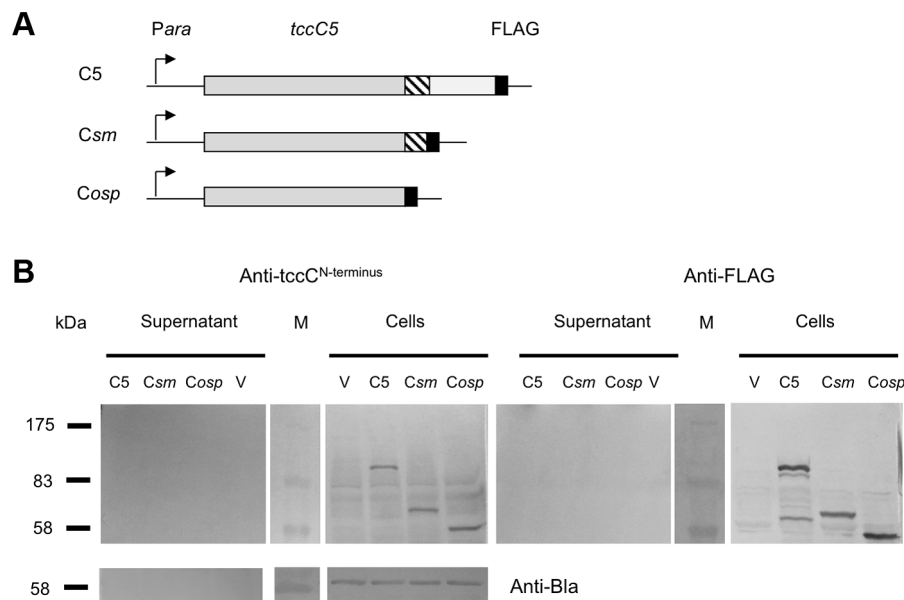 A
Para tccC5 FLAG
C5
Csm
Cosp
B
Anti-tccC^N-terminus Anti-FLAG
kDa Supernatant M Cells Supernatant M Cells
C5 Csm Cosp V V C5 Csm Cosp C5 Csm Cosp V V C5 Csm Cosp
175
83
58
58 Anti-Bla